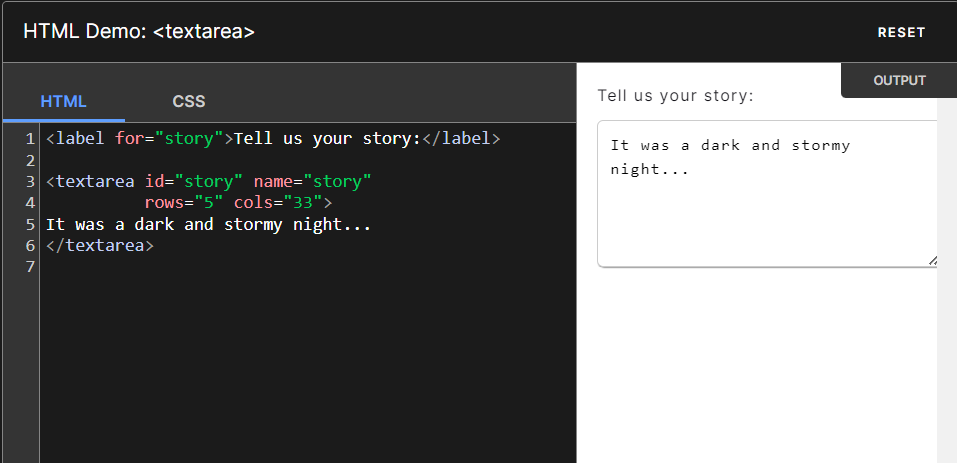 HTML Demo: <textarea>
RESET
HTML
CSS
OUTPUT
1 <label for="story">Tell us your story:</label>
2
3 <textarea id="story" name="story"
4           rows="5" cols="33">
5 It was a dark and stormy night...
6 </textarea>
7
Tell us your story:
It was a dark and stormy
night...